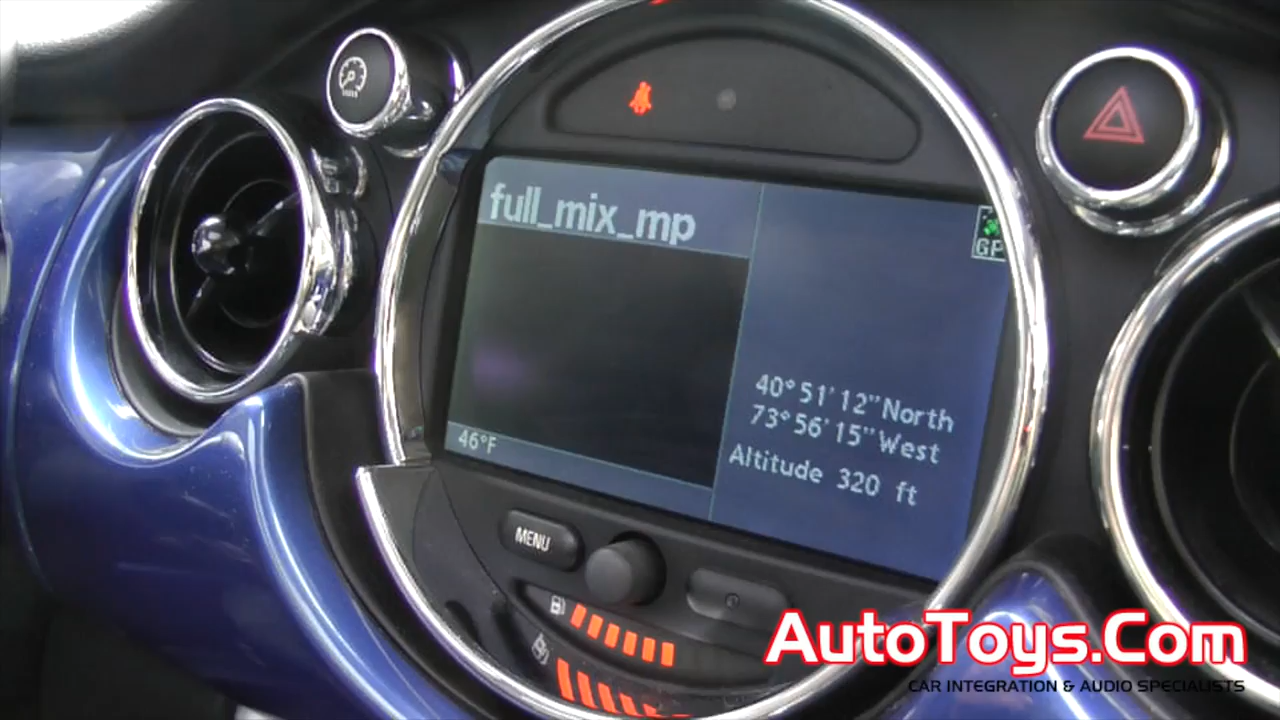 full_mix_mp
GP
40°51'12"North
73°56'15"West
Altitude 320 ft
46°F
MENU
AutoToys.Com
CAR INTEGRATION & AUDIO SPECIALISTS